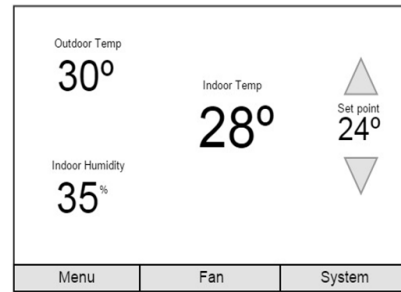 Outdoor Temp
30º
Indoor Temp
28º
Set point
24º
Indoor Humidity
35%
Menu Fan System